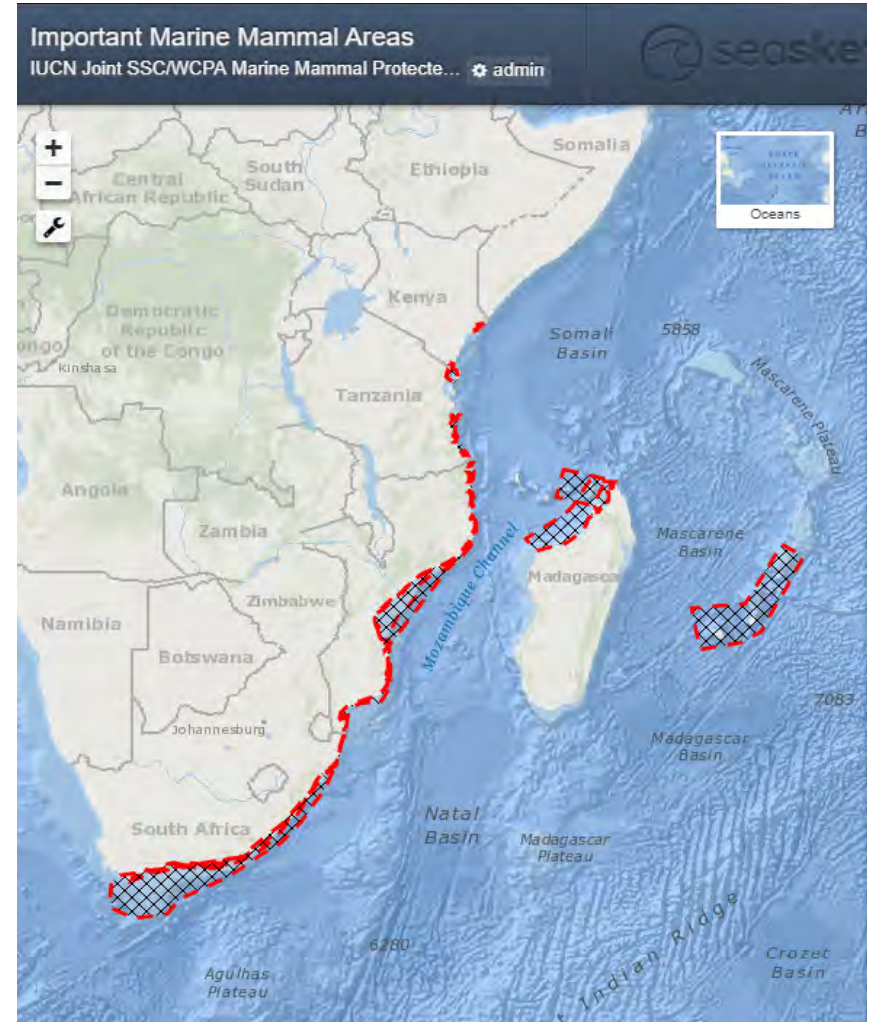 Important Marine Mammal Areas
IUCN Joint SSC/WCPA Marine Mammal Protecte... admin
seaske
+
−
Somalia
South
Sudan
Ethiopia
Central
African Republic
Oceans
Kenya
Democratic
Republic
of the Congo
ongo
Kinshasa
Somali
Basin
5858
Mascarene Plateau
Tanzania
Angola
Zambia
Mozambique Channel
Mascarene
Basin
Madagasca
Zimbabwe
Namibia
Botswana
7083
Johannesburg
Madagascar
Basin
Natal
Basin
South Africa
Madagascar
Plateau
6280
t Indian Ridge
Crozet
Basin
Agulhas
Plateau